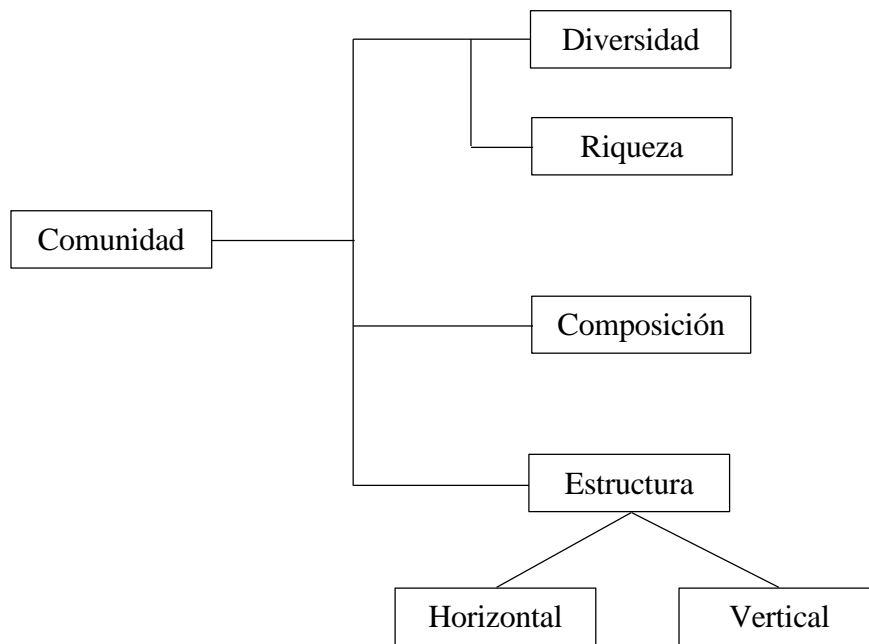 Diversidad
Riqueza
Comunidad
Composición
Estructura
Horizontal
Vertical